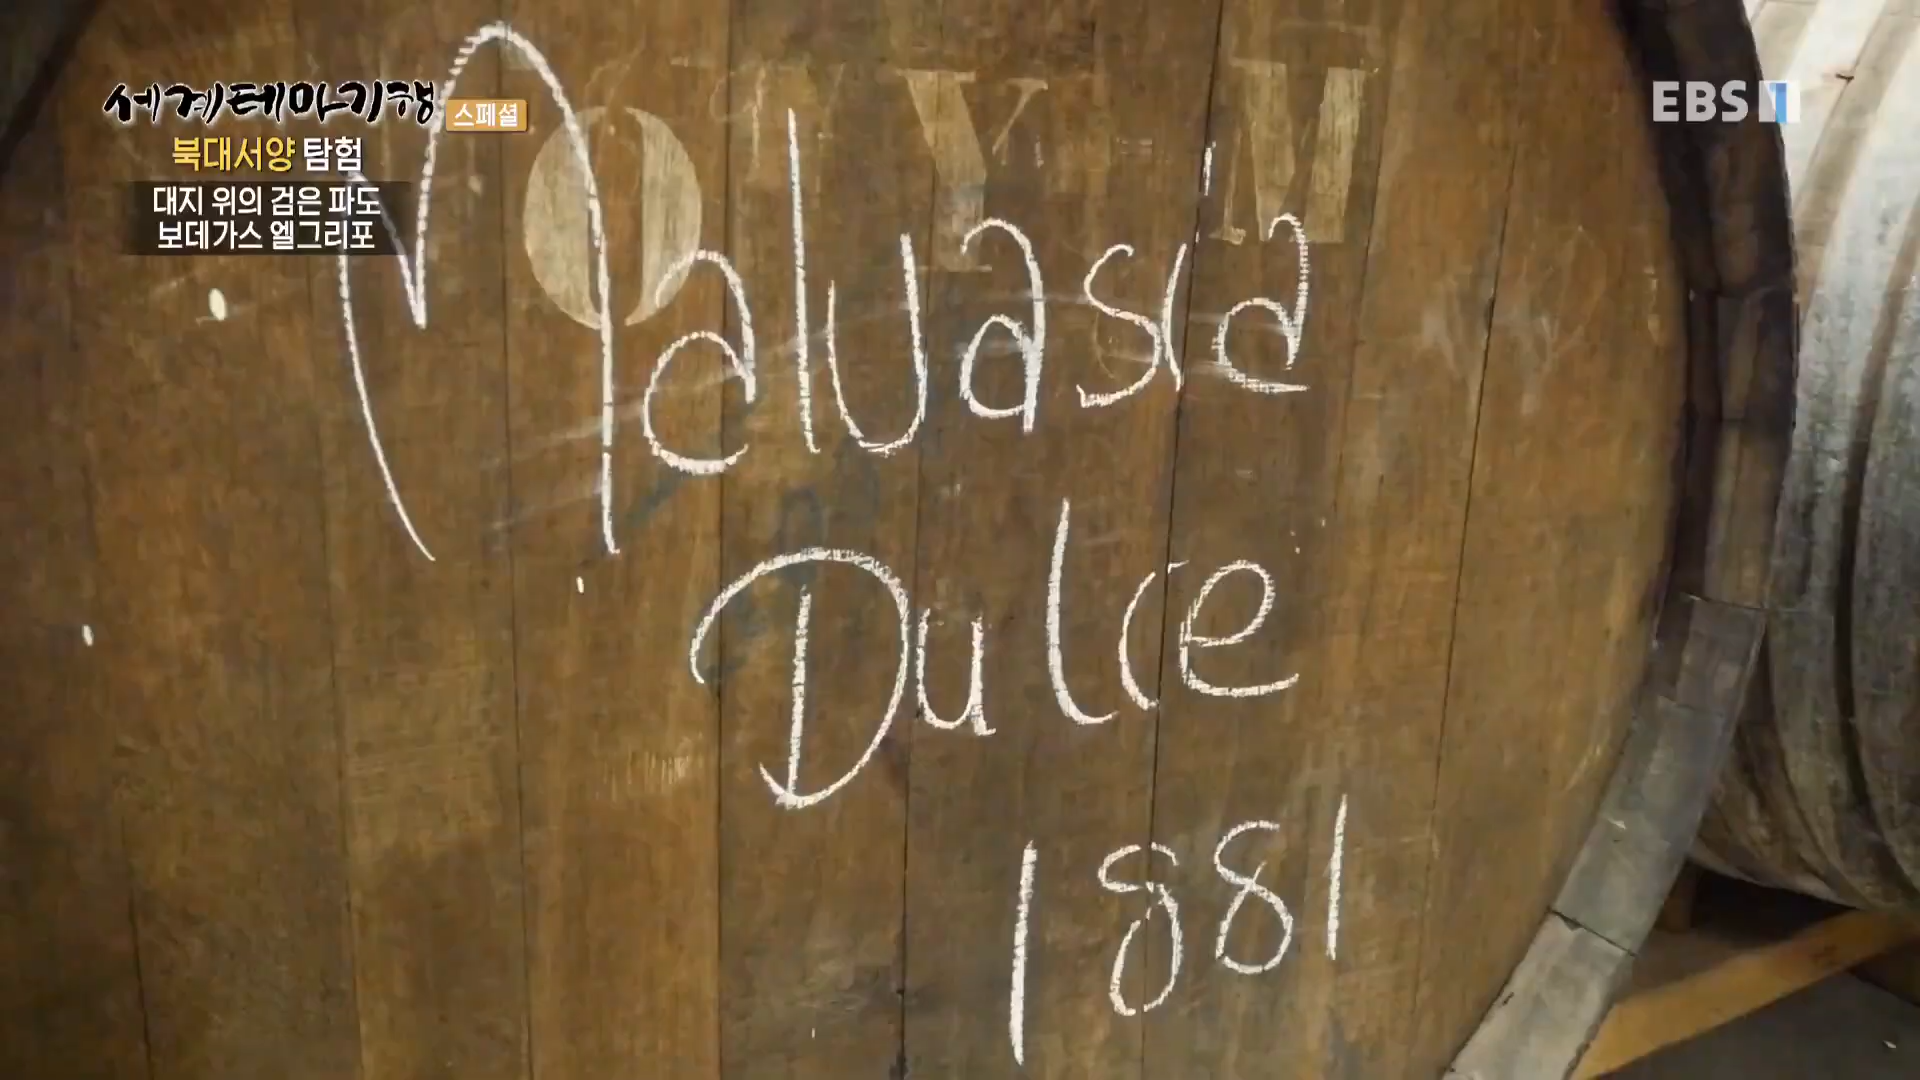 세계테마기행 스페셜
북대서양 탐험
대지 위의 검은 파도
보데가스 엘그리포
EBS 1
Malvasia
Dulce
1881